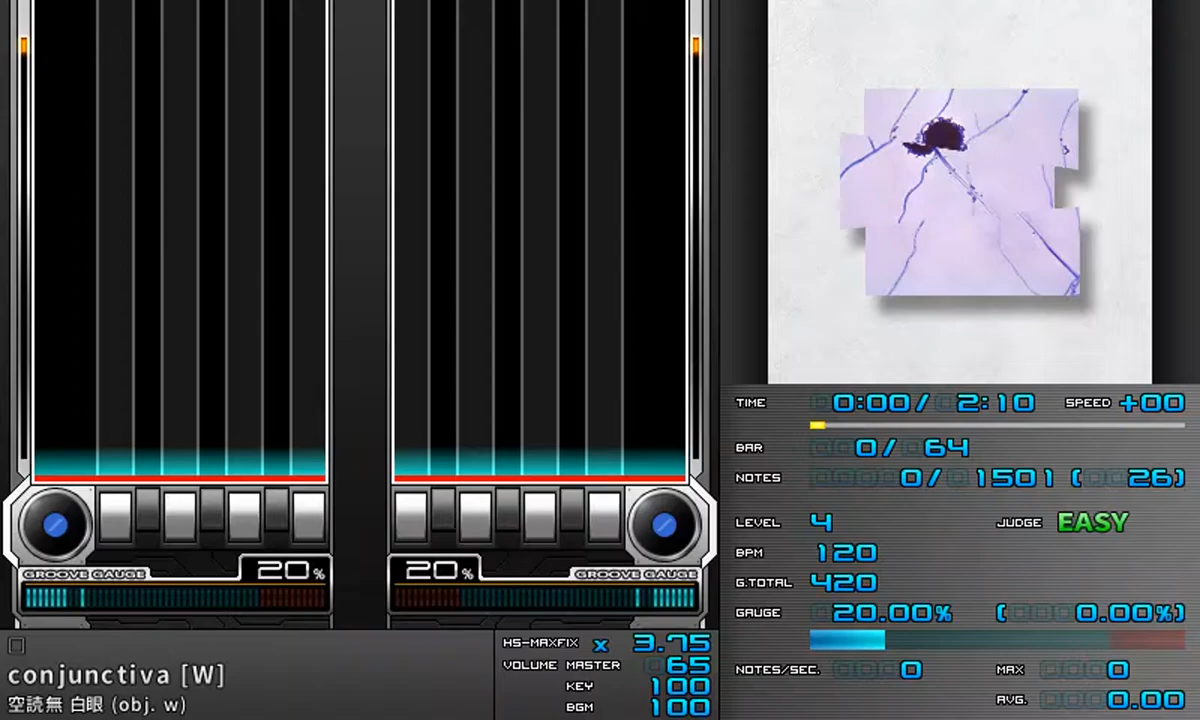 TIME 0:00/ 2:10 SPEED +00
BAR 0/ 64
NOTES 0/ 1501 ( 26)
LEVEL 4 JUDGE EASY
BPM 120
G.TOTAL 420
GAUGE 20.00% ( 0.00%)
NOTES/SEC. 0 MAX 0
AVG. 0.00
GROOVE GAUGE 20%
20% GROOVE GAUGE
HS-MAXFIX x 3.75
VOLUME MASTER 65
KEY 100
BGM 100
conjunctiva [W]
空読無 白眼 (obj. w)